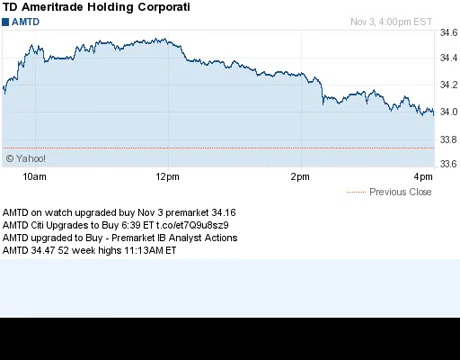 TD Ameritrade Holding Corporati
AMTD
Nov 3, 4:00pm EST
34.6
34.4
34.2
34.0
33.8
33.6
© Yahoo!
10am
12pm
2pm
4pm
Previous Close
AMTD on watch upgraded buy Nov 3 premarket 34.16
AMTD Citi Upgrades to Buy 6:39 ET t.co/et7Q9u8sz9
AMTD upgraded to Buy - Premarket IB Analyst Actions
AMTD 34.47 52 week highs 11:13AM ET